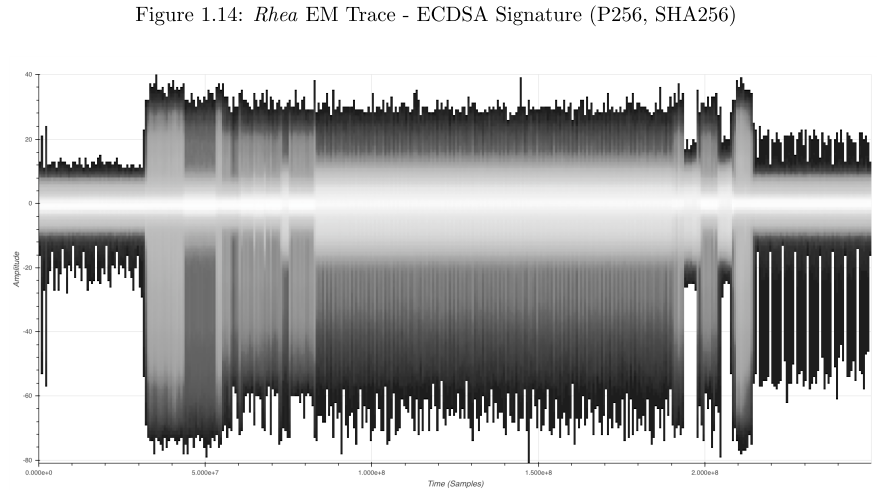 Figure 1.14: Rhea EM Trace - ECDSA Signature (P256, SHA256)
40
20
0
-20
-40
-60
-80
Amplitude
0.000e+0 5.000e+7 1.000e+8 1.500e+8 2.000e+8
Time (Samples)